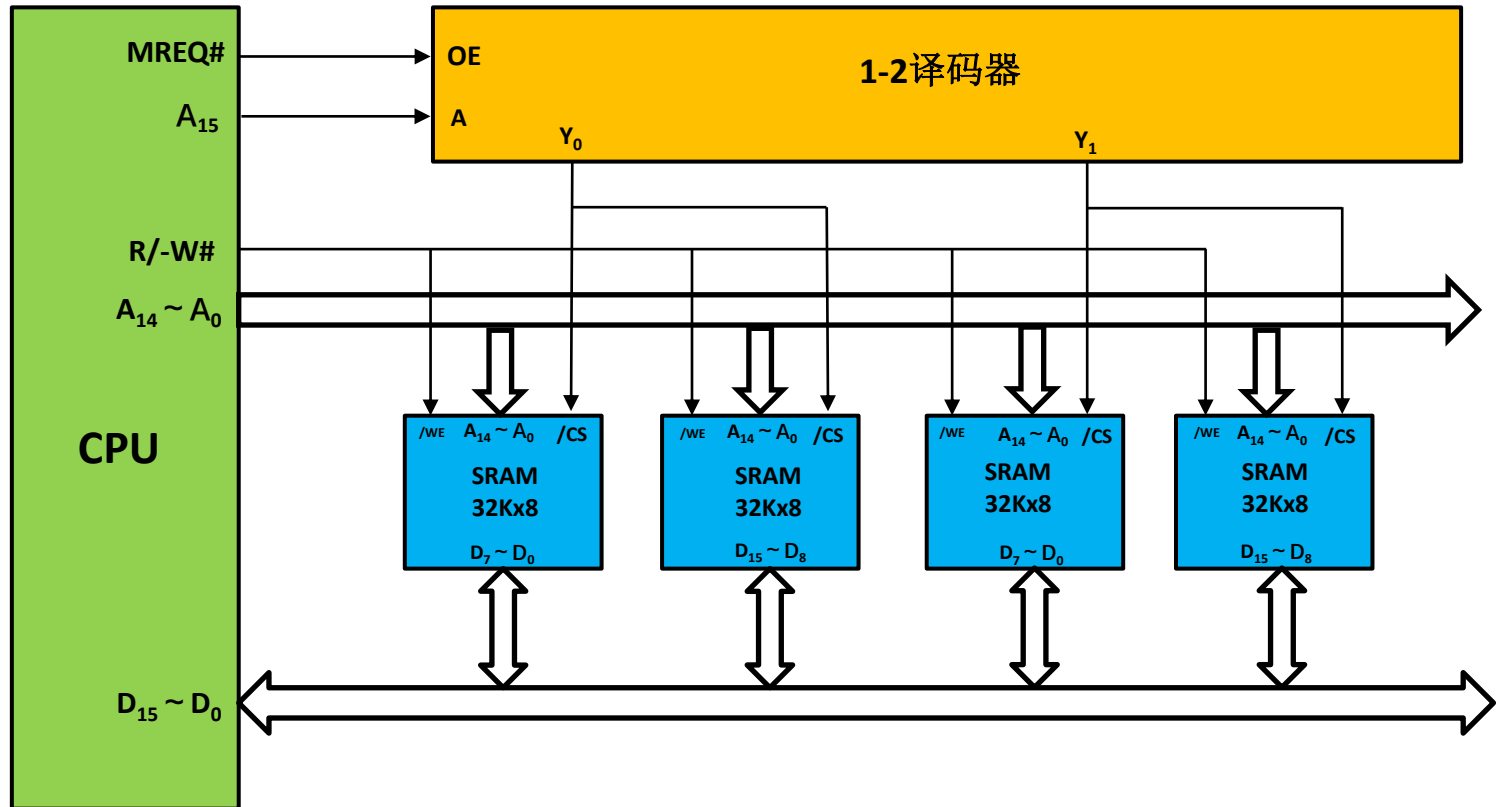 MREQ#
OE
1-2译码器
A₁₅
A
Y₀
Y₁
R/-W#
A₁₄ ~ A₀
CPU
/WE A₁₄ ~ A₀ /CS
SRAM
32Kx8
D₇ ~ D₀
/WE A₁₄ ~ A₀ /CS
SRAM
32Kx8
D₁₅ ~ D₈
/WE A₁₄ ~ A₀ /CS
SRAM
32Kx8
D₇ ~ D₀
/WE A₁₄ ~ A₀ /CS
SRAM
32Kx8
D₁₅ ~ D₈
D₁₅ ~ D₀